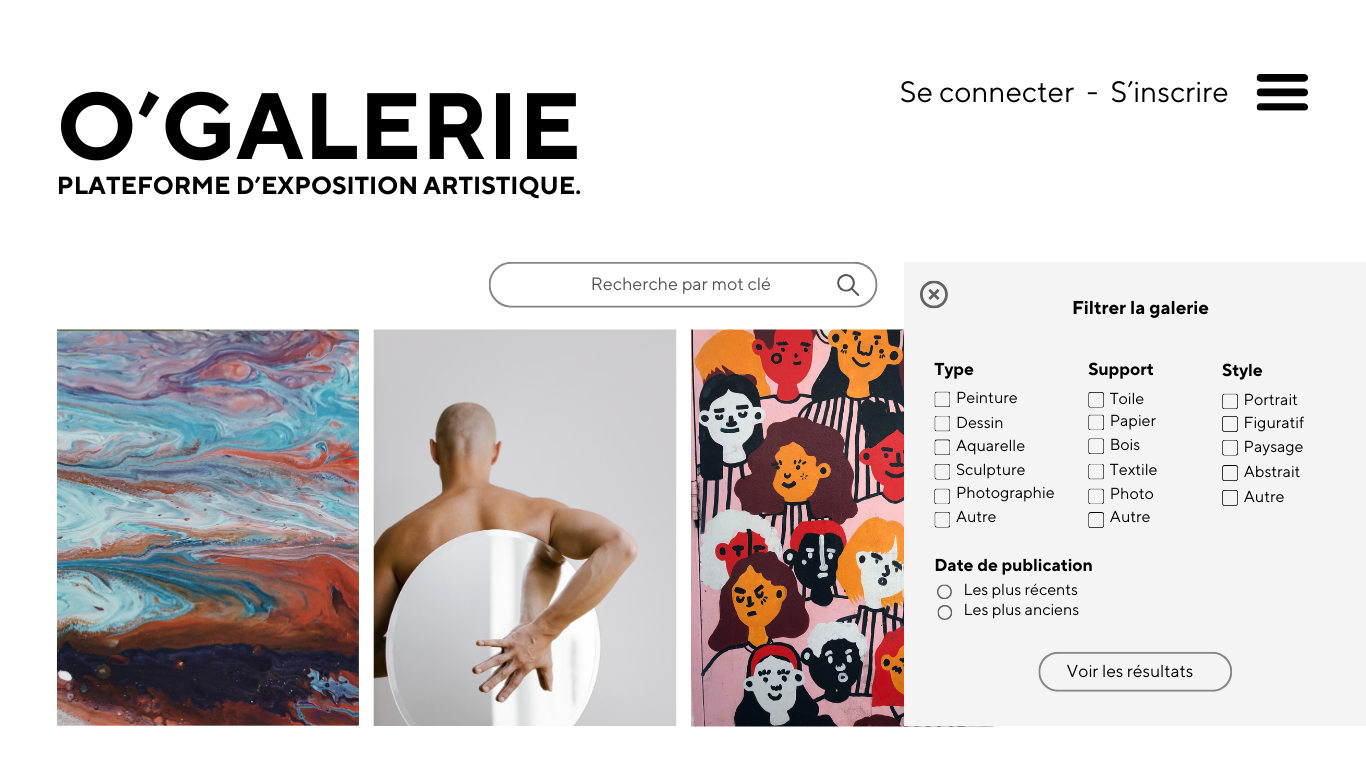 Se connecter - S’inscrire
O’GALERIE
PLATEFORME D’EXPOSITION ARTISTIQUE.
Recherche par mot clé
Filtrer la galerie
Type
Peinture
Dessin
Aquarelle
Sculpture
Photographie
Autre
Support
Toile
Papier
Bois
Textile
Photo
Autre
Style
Portrait
Figuratif
Paysage
Abstrait
Autre
Date de publication
Les plus récents
Les plus anciens
Voir les résultats